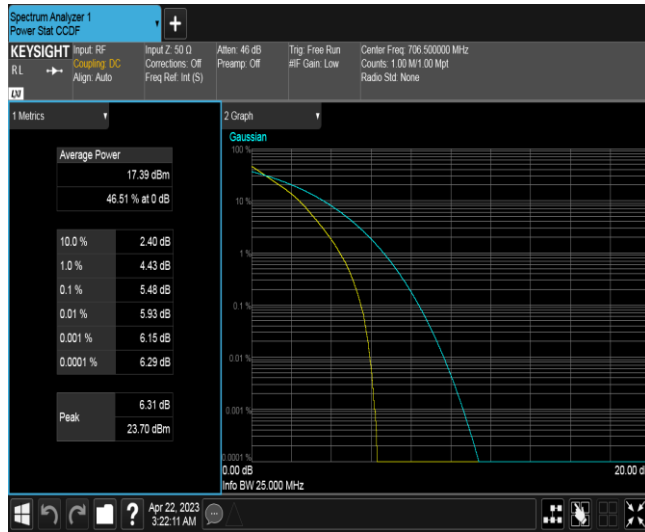 Spectrum Analyzer 1
Power Stat CCDF
KEYSIGHT
RL
LXI
Input: RF
Coupling: DC
Align: Auto
Input Z: 50 Ω
Corrections: Off
Freq Ref: Int (S)
Atten: 46 dB
Preamp: Off
Trig: Free Run
#IF Gain: Low
Center Freq: 706.500000 MHz
Counts: 1.00 M/1.00 Mpt
Radio Std: None
1 Metrics
Average Power
17.39 dBm
46.51 % at 0 dB
10.0 % 2.40 dB
1.0 % 4.43 dB
0.1 % 5.48 dB
0.01 % 5.93 dB
0.001 % 6.15 dB
0.0001 % 6.29 dB
Peak
6.31 dB
23.70 dBm
2 Graph
Gaussian
100 %
10 %
1 %
0.1 %
0.01 %
0.001 %
0.0001 %
0.00 dB
20.00 d
Info BW 25.000 MHz
?
Apr 22, 2023
3:22:11 AM